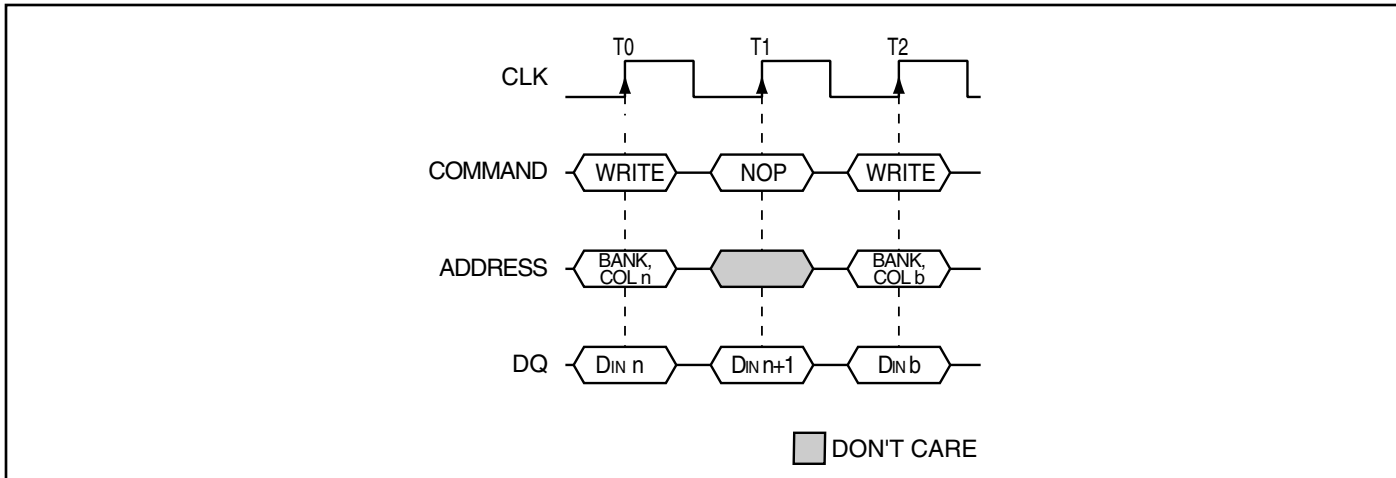 T0 T1 T2
CLK
COMMAND WRITE NOP WRITE
ADDRESS BANK, COL n BANK, COL b
DQ DIN n DIN n+1 DIN b
DON'T CARE